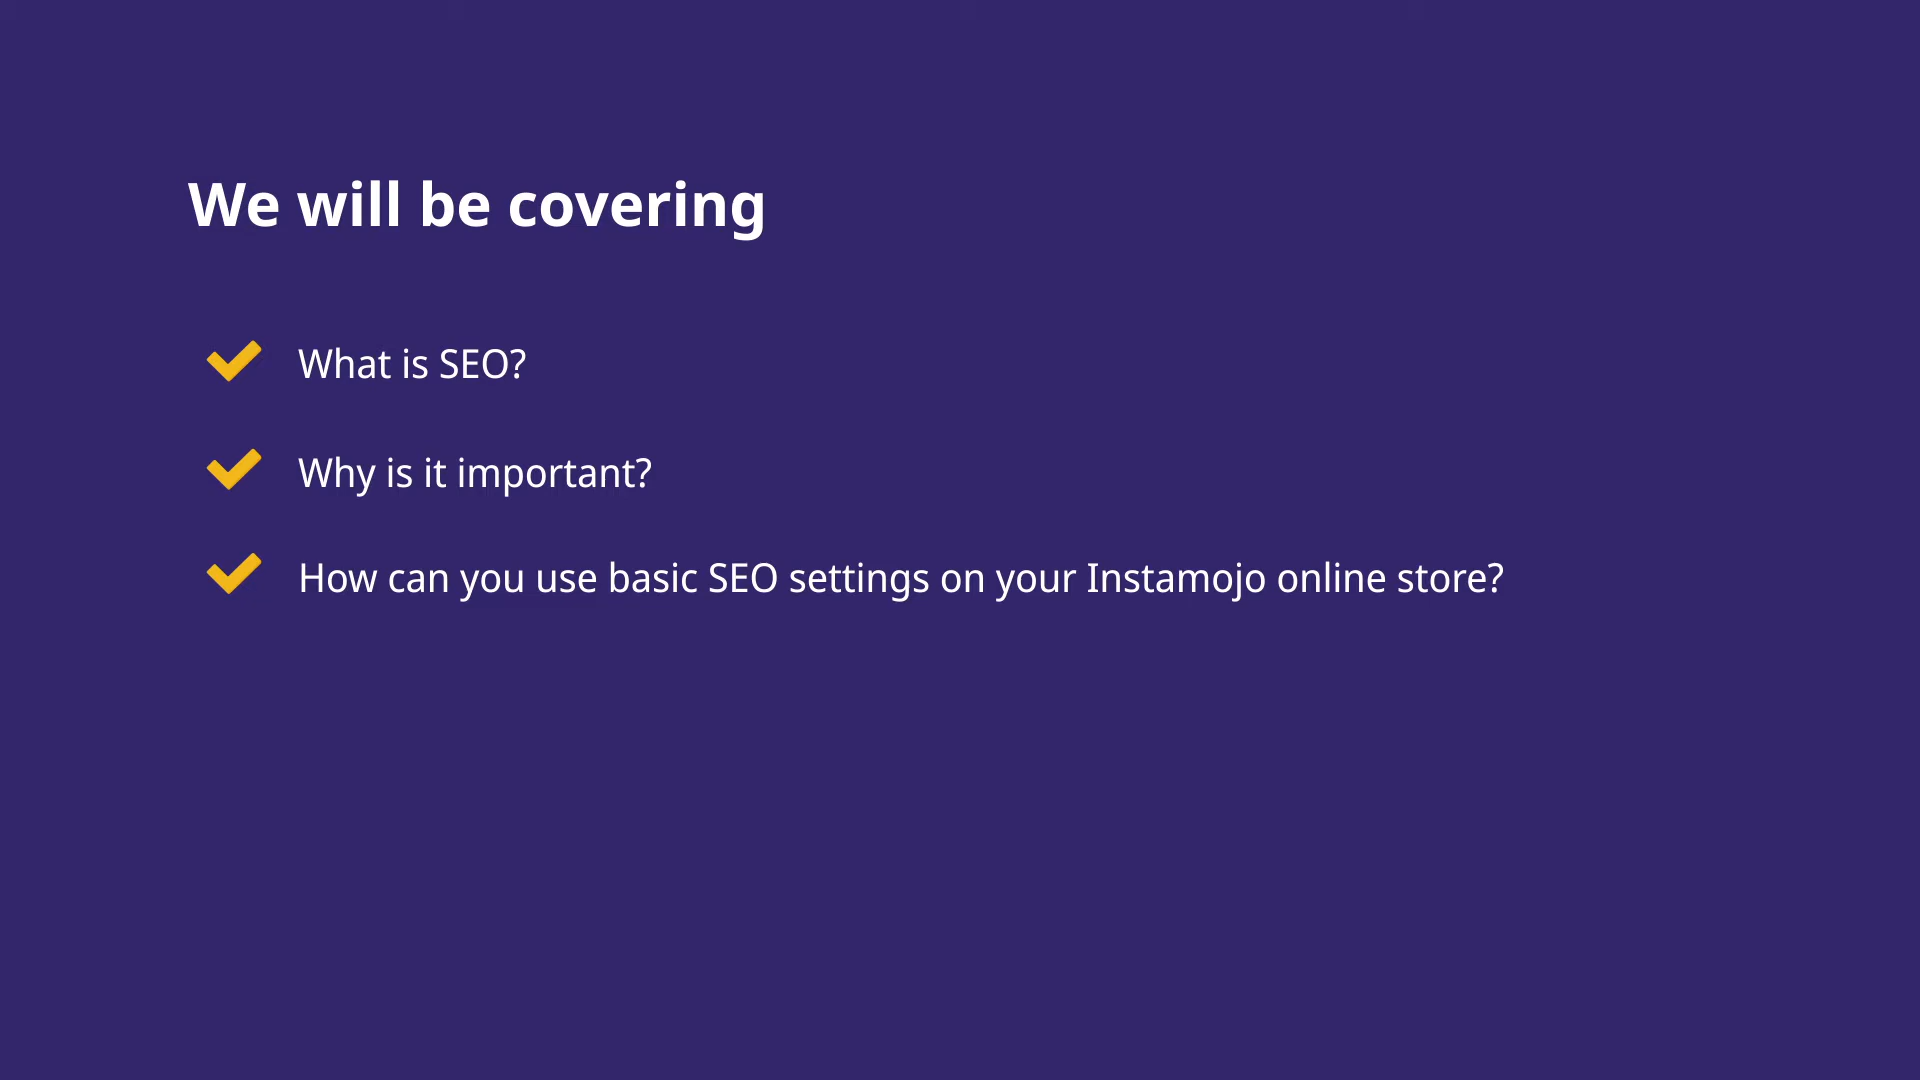 We will be covering
What is SEO?
Why is it important?
How can you use basic SEO settings on your Instamojo online store?